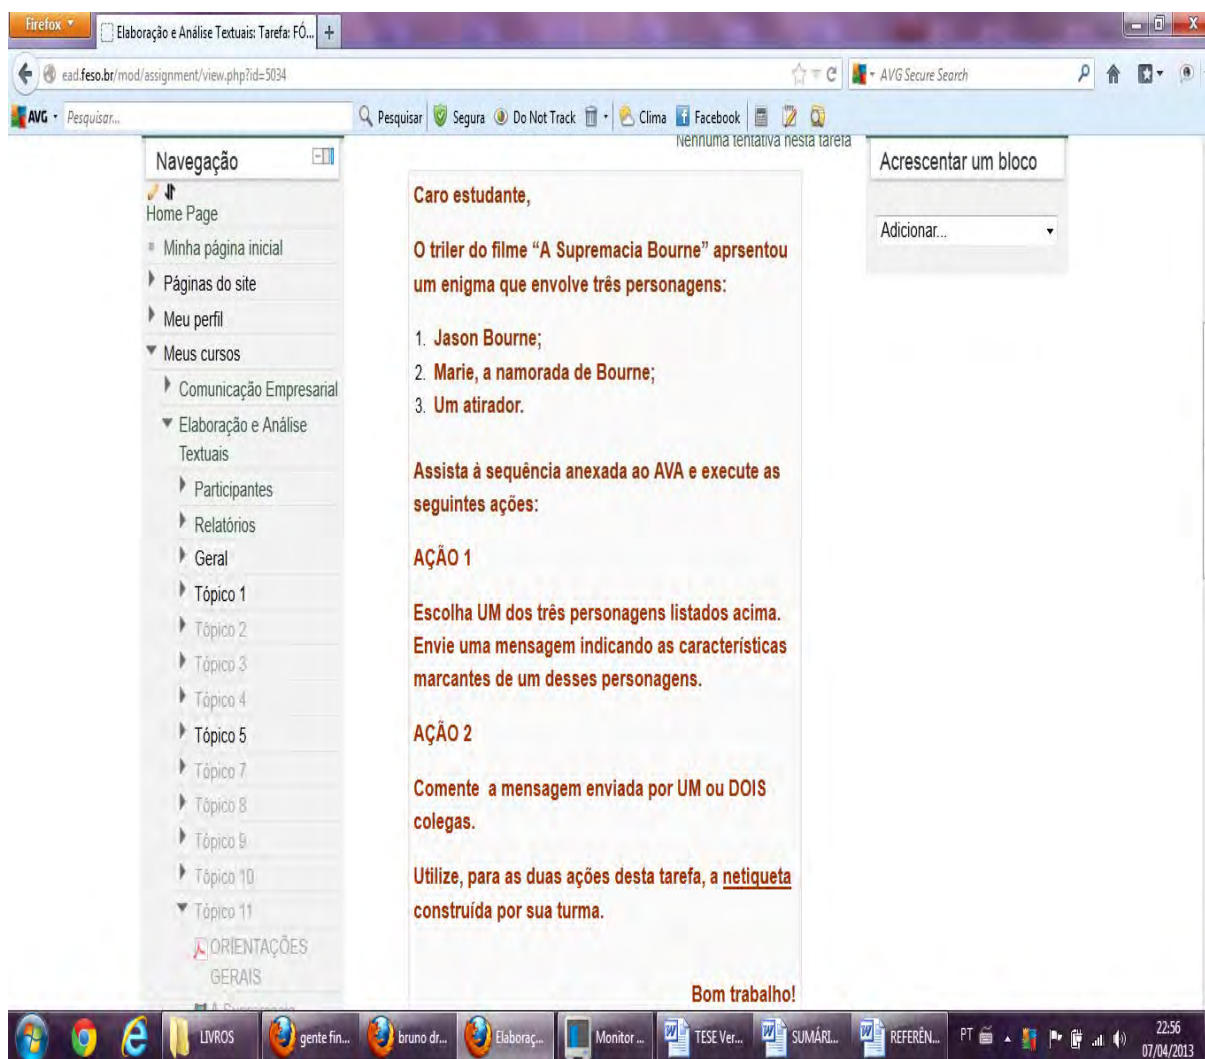 Firefox
Elaboração e Análise Textuais: Tarefa: FÓ...
ead.feso.br/mod/assignment/view.php?id=5034
AVG Secure Search
AVG
Pesquisar...
Pesquisar
Segura
Do Not Track
Clima
Facebook
Nenhuma tentativa nesta tarefa
Navegação
Home Page
Minha página inicial
Páginas do site
Meu perfil
Meus cursos
Comunicação Empresarial
Elaboração e Análise
Textuais
Participantes
Relatórios
Geral
Tópico 1
Tópico 2
Tópico 3
Tópico 4
Tópico 5
Tópico 7
Tópico 8
Tópico 9
Tópico 10
Tópico 11
ORIENTAÇÕES
GERAIS
A Supremacia
Caro estudante,
O triler do filme “A Supremacia Bourne” aprsentou
um enigma que envolve três personagens:
1. Jason Bourne;
2. Marie, a namorada de Bourne;
3. Um atirador.
Assista à sequência anexada ao AVA e execute as
seguintes ações:
AÇÃO 1
Escolha UM dos três personagens listados acima.
Envie uma mensagem indicando as características
marcantes de um desses personagens.
AÇÃO 2
Comente a mensagem enviada por UM ou DOIS
colegas.
Utilize, para as duas ações desta tarefa, a netiqueta
construída por sua turma.
Bom trabalho!
Acrescentar um bloco
Adicionar...
LIVROS
gente fin...
bruno dr...
Elaboraç...
Monitor ...
TESE Ver...
SUMÁRI...
REFERÊN...
PT
22:56
07/04/2013